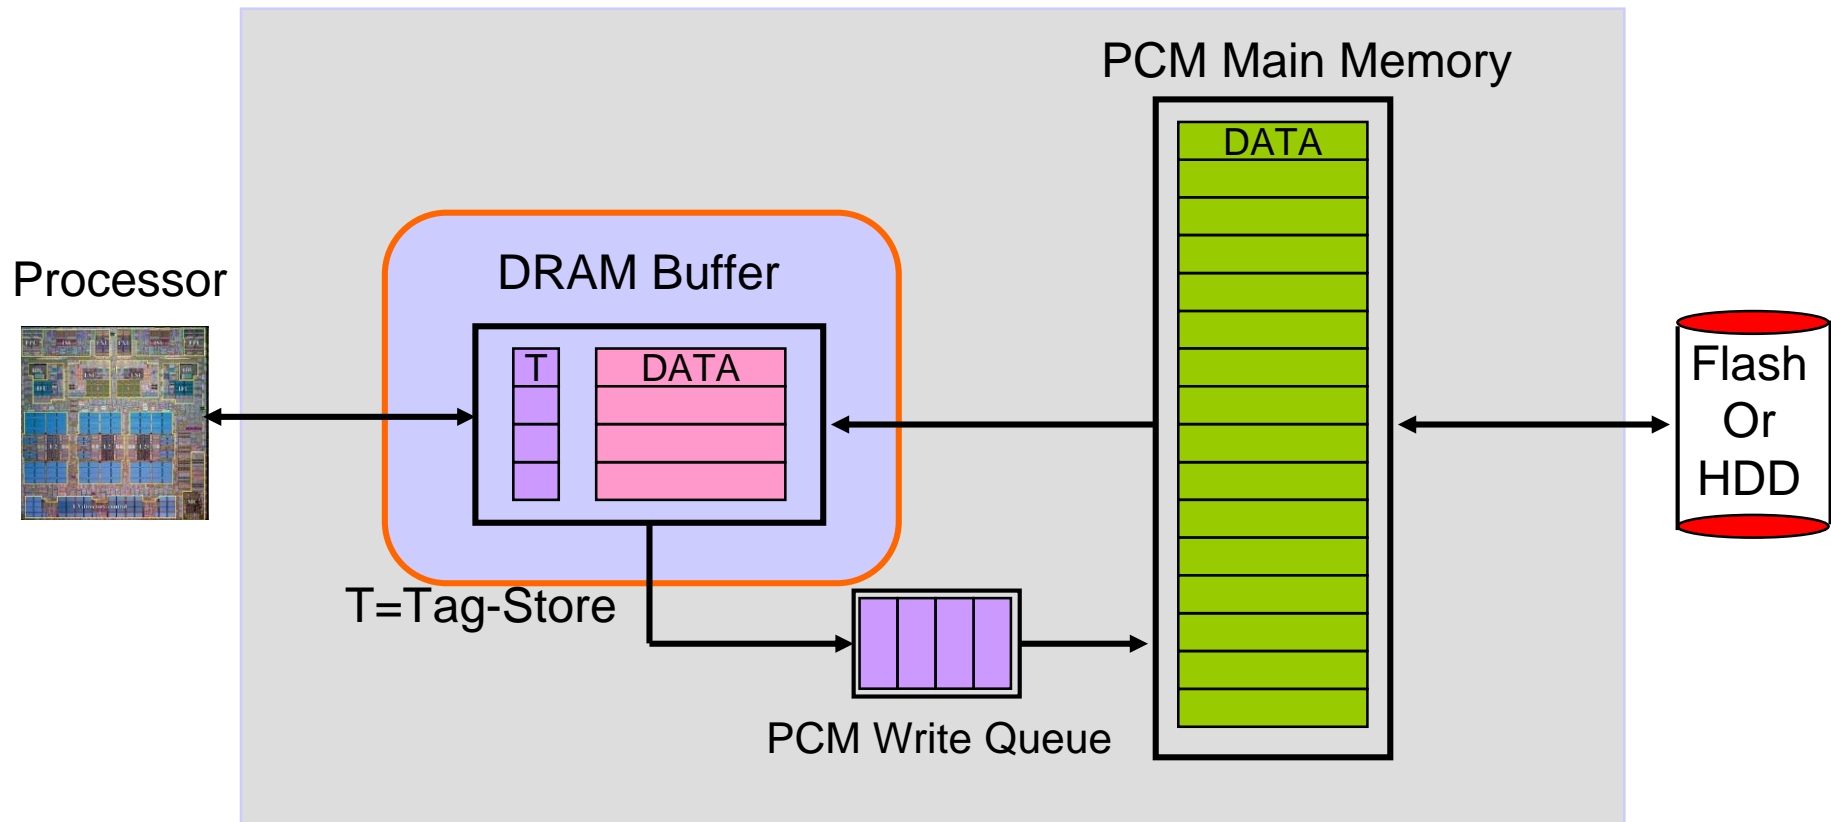 PCM Main Memory
DATA
DRAM Buffer
Processor
T
DATA
Flash
Or
HDD
T=Tag-Store
PCM Write Queue